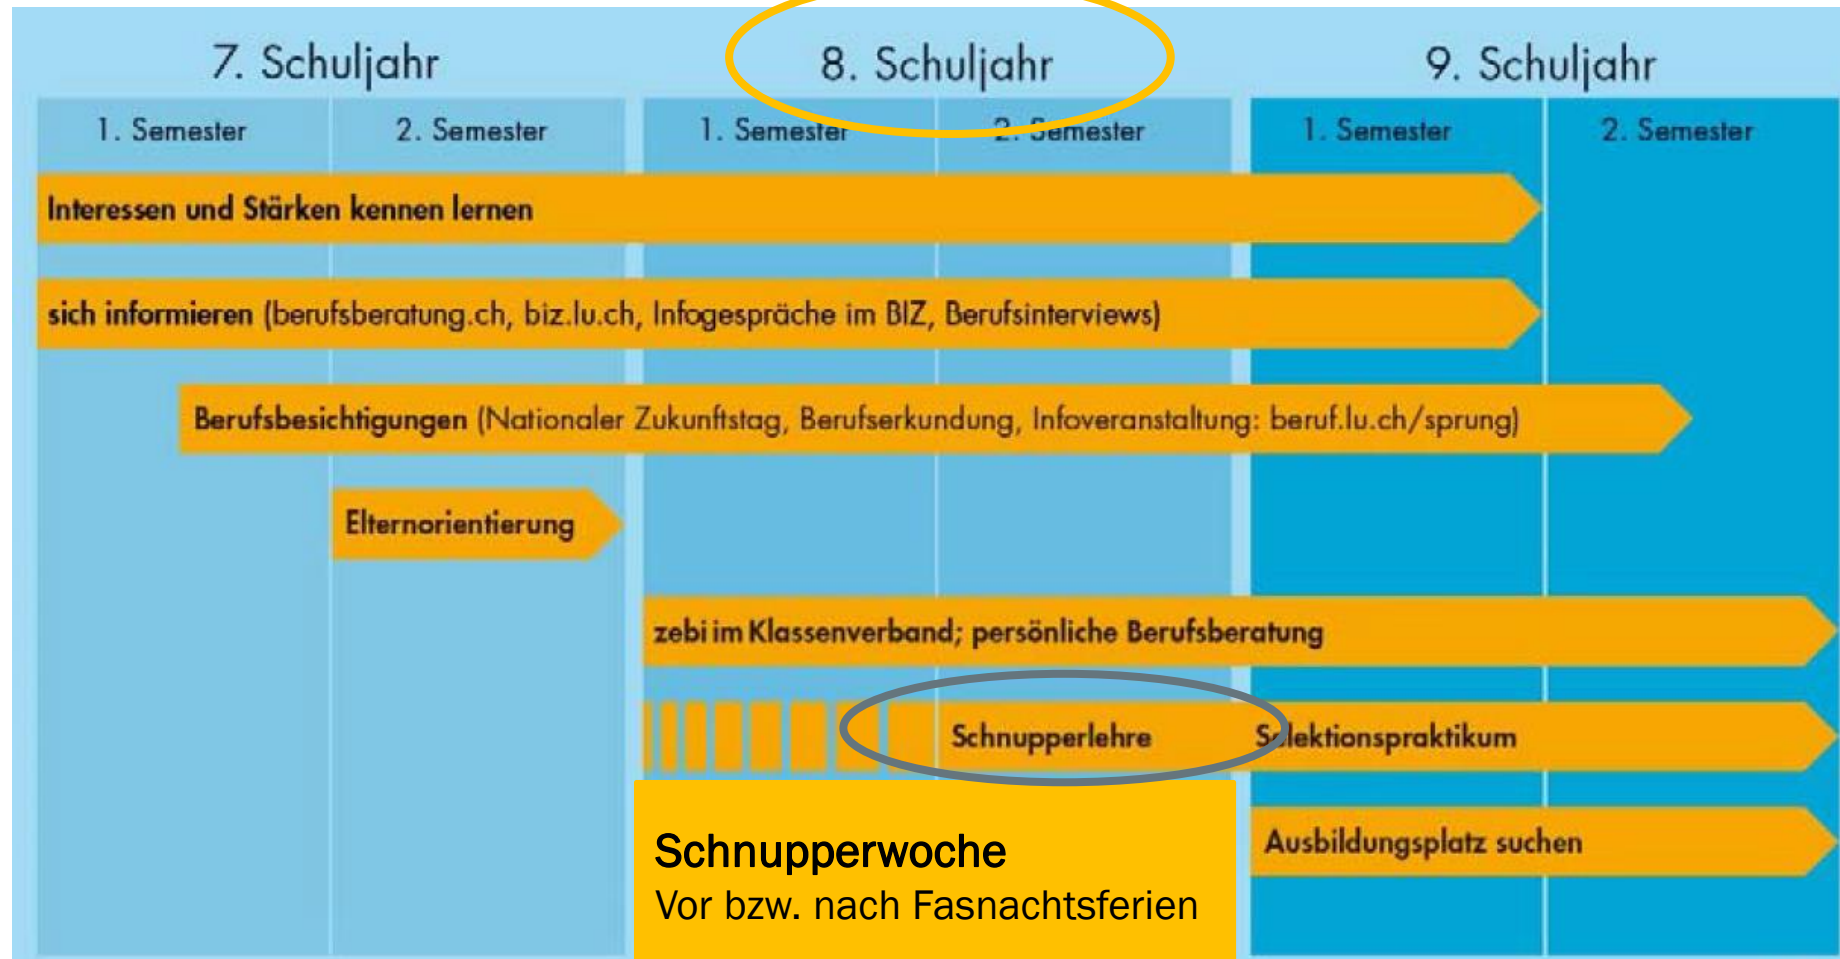 7. Schuljahr
8. Schuljahr
9. Schuljahr
1. Semester
2. Semester
1. Semester
2. Semester
1. Semester
2. Semester
Interessen und Stärken kennen lernen
sich informieren (berufsberatung.ch, biz.lu.ch, Infogespräche im BIZ, Berufsinterviews)
Berufsbesichtigungen (Nationaler Zukunftstag, Berufserkundung, Infoveranstaltung: beruf.lu.ch/sprung)
Elternorientierung
zebi im Klassenverband; persönliche Berufsberatung
Schnupperlehre
Selektionspraktikum
Schnupperwoche
Vor bzw. nach Fasnachtsferien
Ausbildungsplatz suchen